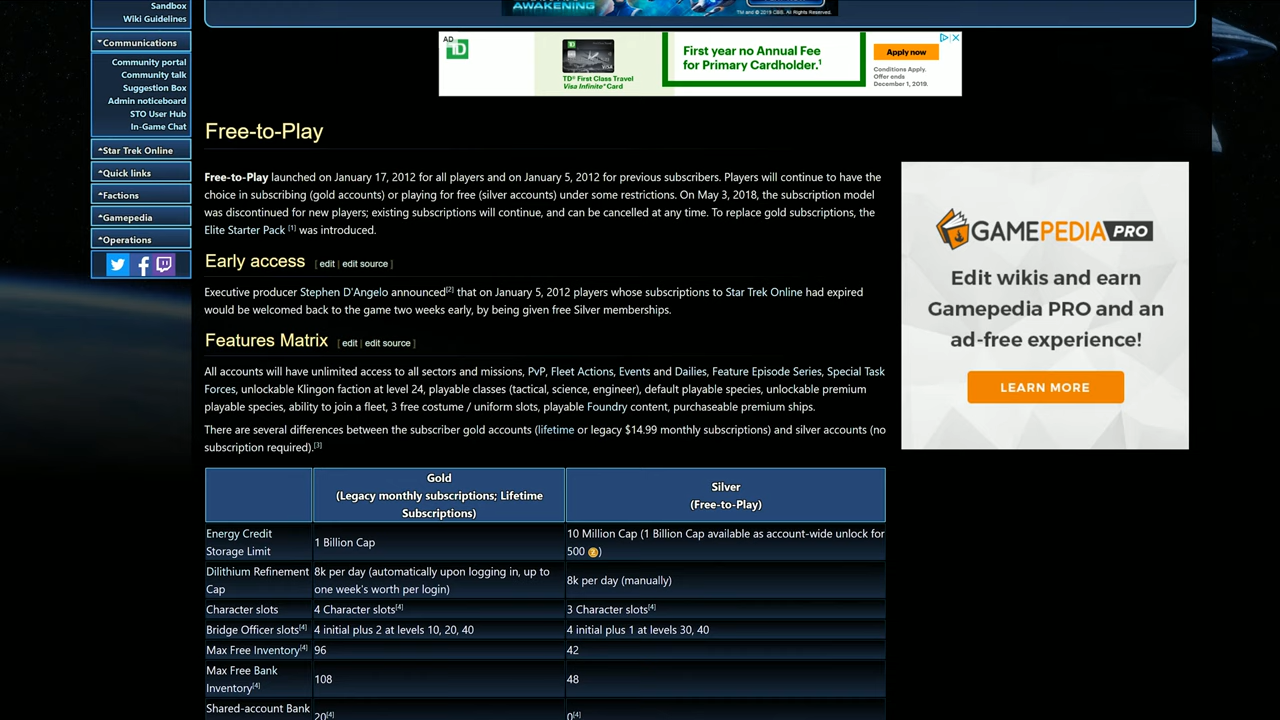 Sandbox
Wiki Guidelines
Communications
Community portal
Community talk
Suggestion Box
Admin noticeboard
STO User Hub
In-Game Chat
Star Trek Online
Quick links
Factions
Gamepedia
Operations
AWAKENING
AD
TD
TD® First Class Travel
Visa Infinite* Card
First year no Annual Fee
for Primary Cardholder.¹
Apply now
Conditions Apply.
Offer ends
December 1, 2019.
Free-to-Play
Free-to-Play launched on January 17, 2012 for all players and on January 5, 2012 for previous subscribers. Players will continue to have the
choice in subscribing (gold accounts) or playing for free (silver accounts) under some restrictions. On May 3, 2018, the subscription model
was discontinued for new players; existing subscriptions will continue, and can be cancelled at any time. To replace gold subscriptions, the
Elite Starter Pack [1] was introduced.
Early access [ edit | edit source ]
Executive producer Stephen D'Angelo announced[2] that on January 5, 2012 players whose subscriptions to Star Trek Online had expired
would be welcomed back to the game two weeks early, by being given free Silver memberships.
Features Matrix [ edit | edit source ]
All accounts will have unlimited access to all sectors and missions, PvP, Fleet Actions, Events and Dailies, Feature Episode Series, Special Task
Forces, unlockable Klingon faction at level 24, playable classes (tactical, science, engineer), default playable species, unlockable premium
playable species, ability to join a fleet, 3 free costume / uniform slots, playable Foundry content, purchaseable premium ships.
There are several differences between the subscriber gold accounts (lifetime or legacy $14.99 monthly subscriptions) and silver accounts (no
subscription required).[3]
Gold
(Legacy monthly subscriptions; Lifetime
Subscriptions)
Silver
(Free-to-Play)
Energy Credit
Storage Limit
1 Billion Cap
10 Million Cap (1 Billion Cap available as account-wide unlock for
500 )
Dilithium Refinement
Cap
8k per day (automatically upon logging in, up to
one week's worth per login)
8k per day (manually)
Character slots
4 Character slots[4]
3 Character slots[4]
Bridge Officer slots[4]
4 initial plus 2 at levels 10, 20, 40
4 initial plus 1 at levels 30, 40
Max Free Inventory[4]
96
42
Max Free Bank
Inventory[4]
108
48
Shared-account Bank
20[4]
0[4]
GAMEPEDIA PRO
Edit wikis and earn
Gamepedia PRO and an
ad-free experience!
LEARN MORE